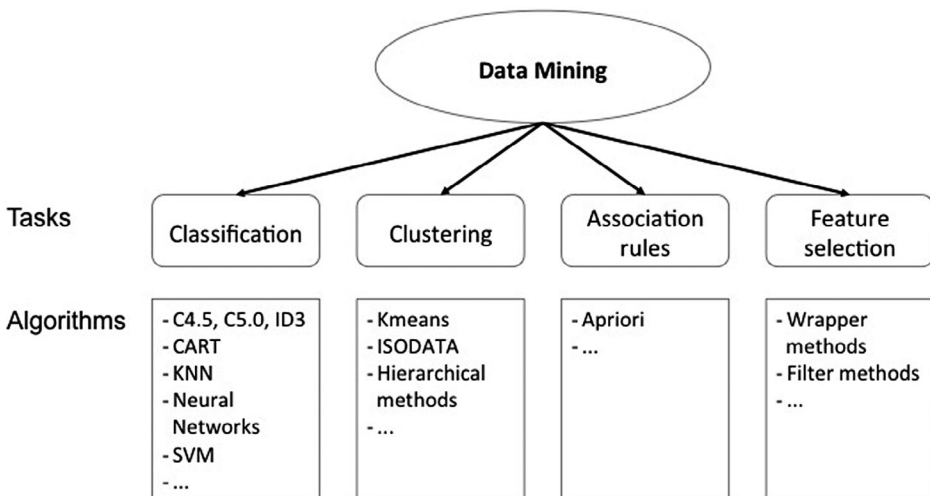 Data Mining
Tasks
Classification
Clustering
Association
rules
Feature
selection
Algorithms
- C4.5, C5.0, ID3
- CART
- KNN
- Neural
Networks
- SVM
- ...
- Kmeans
- ISODATA
- Hierarchical
methods
- ...
- Apriori
- ...
- Wrapper
methods
- Filter methods
- ...